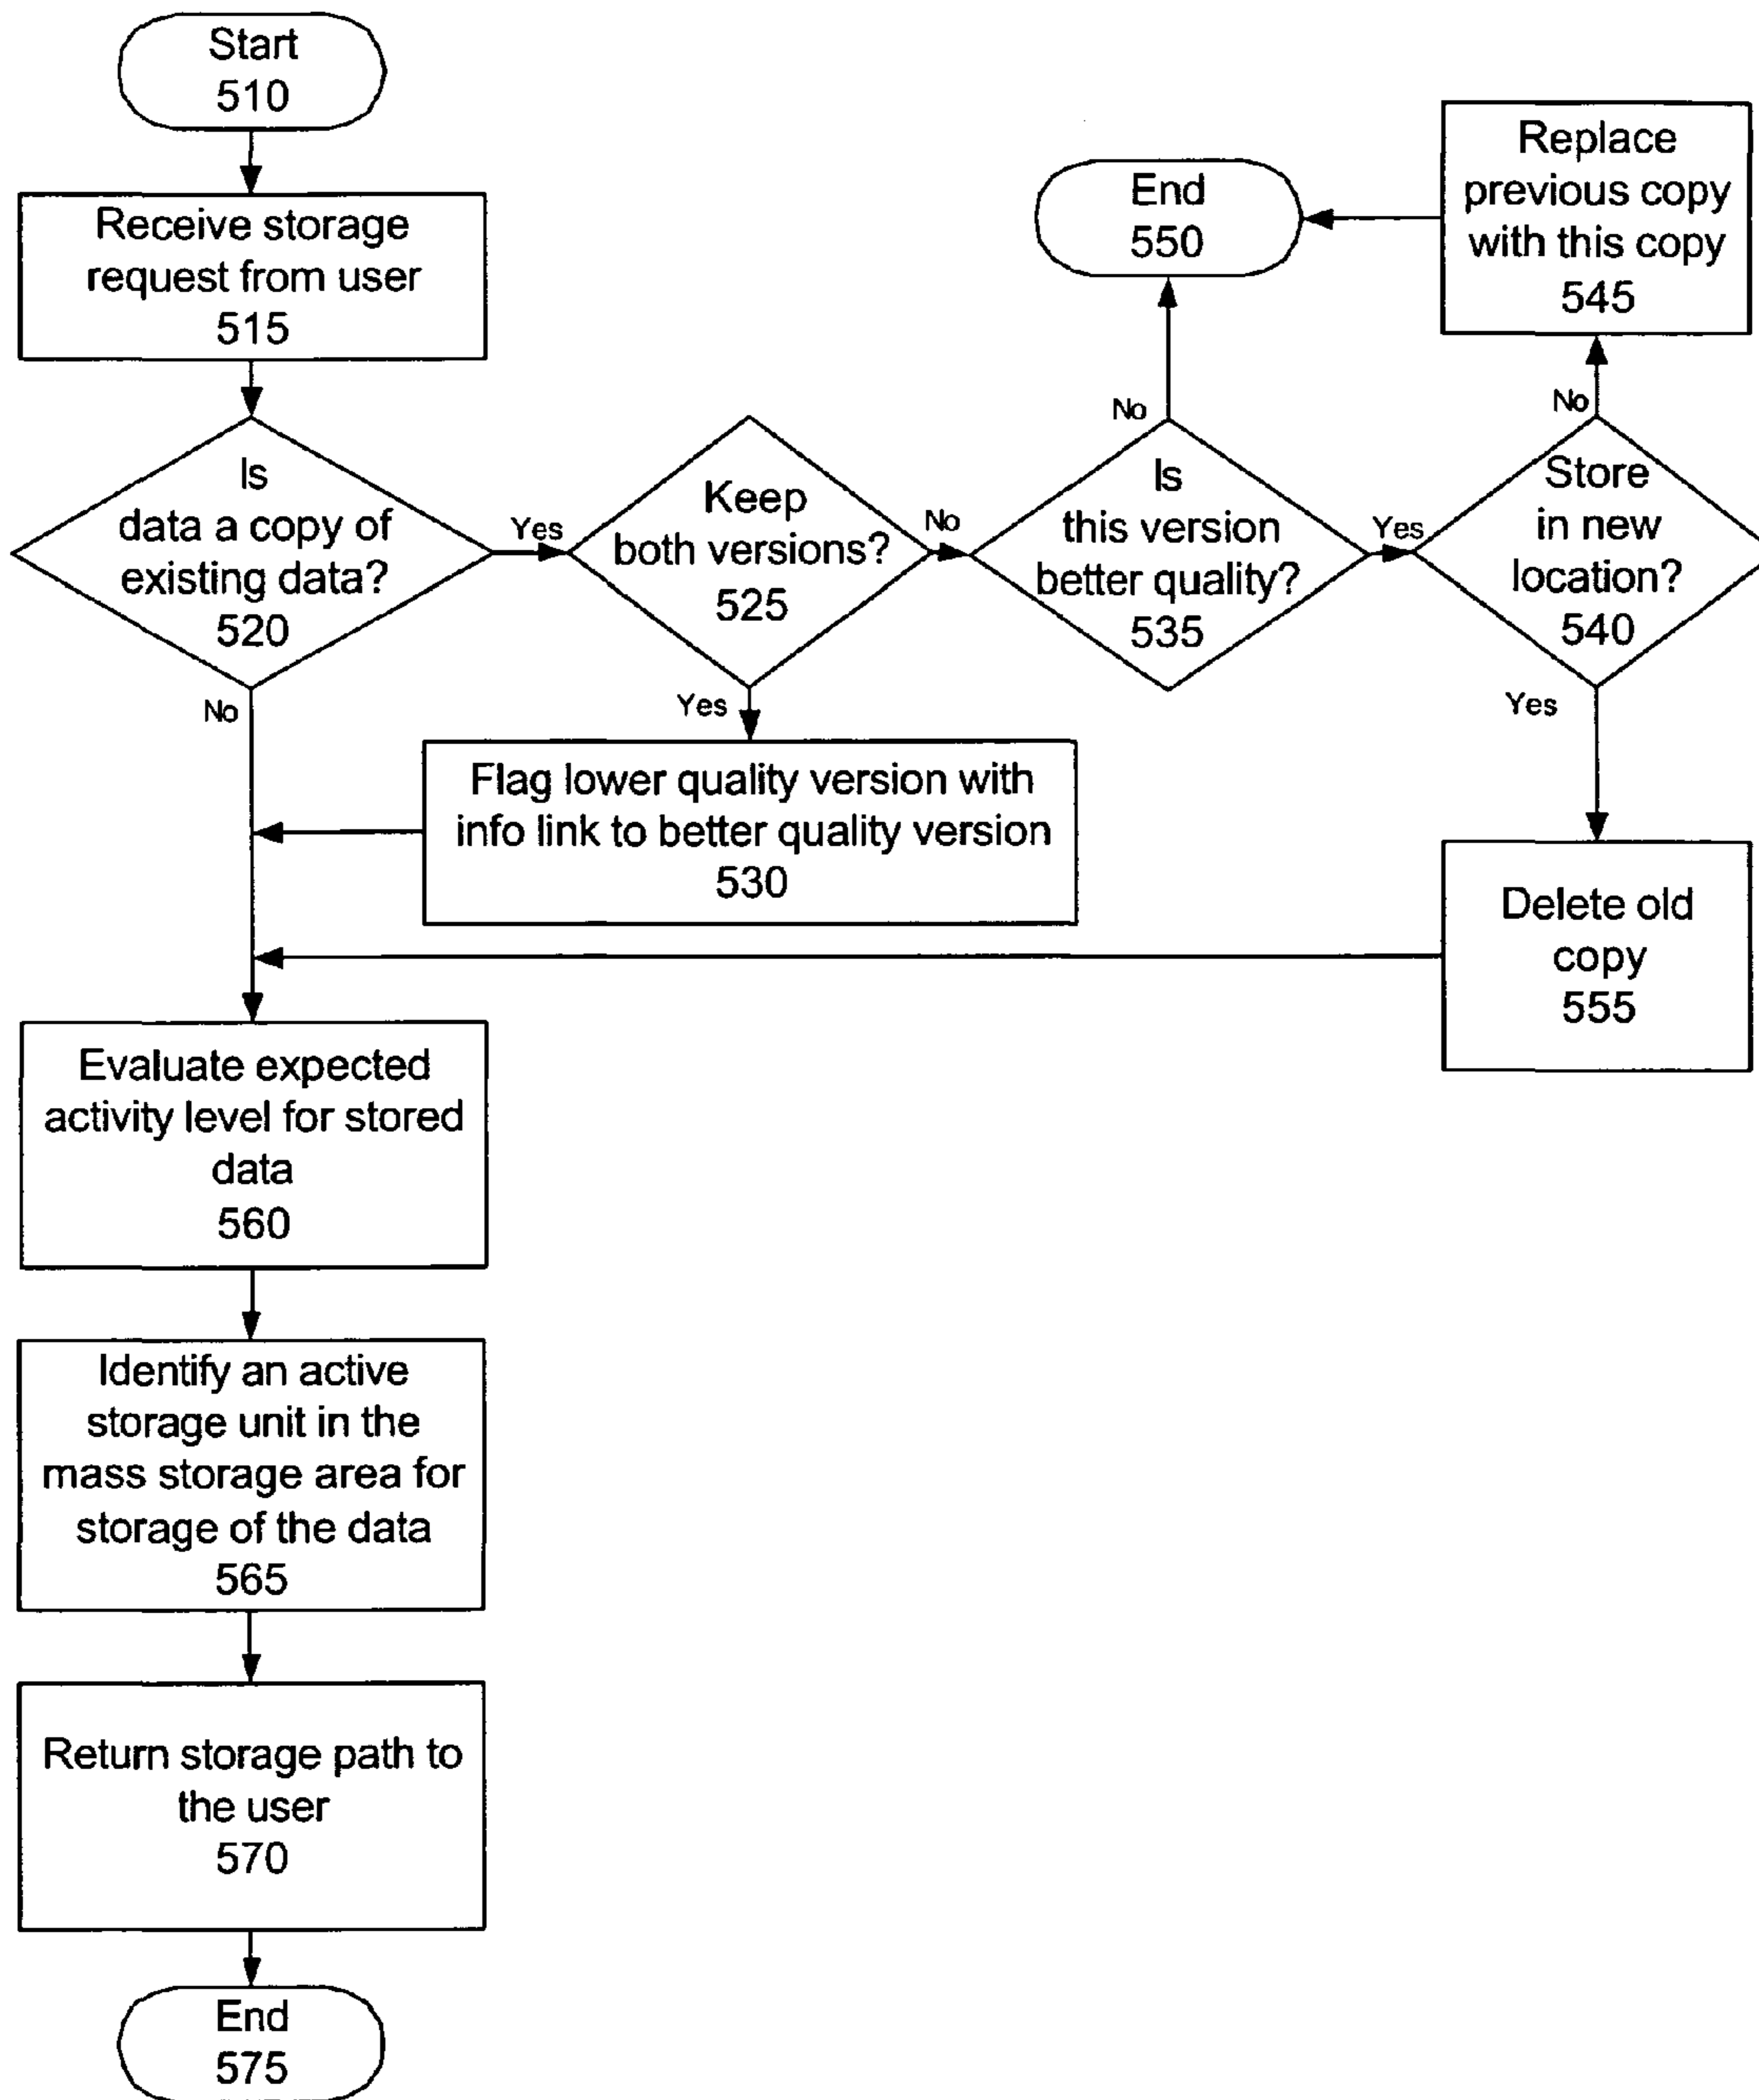 Start
510
Receive storage
request from user
515
Is
data a copy of
existing data?
520
Yes
No
Keep
both versions?
525
No
Yes
Flag lower quality version with
info link to better quality version
530
Is
this version
better quality?
535
No
Yes
End
550
Store
in new
location?
540
No
Yes
Replace
previous copy
with this copy
545
Delete old
copy
555
Evaluate expected
activity level for stored
data
560
Identify an active
storage unit in the
mass storage area for
storage of the data
565
Return storage path to
the user
570
End
575